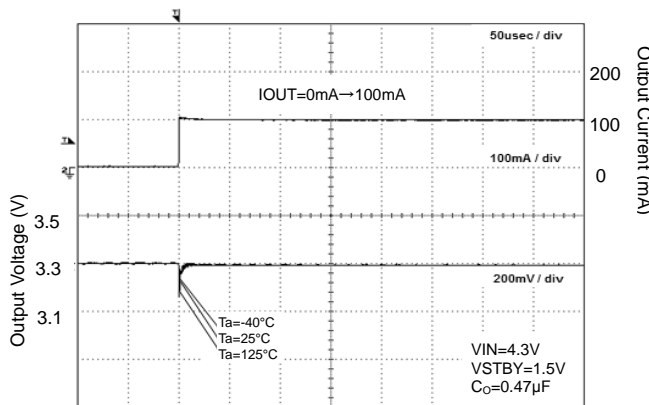 50usec / div
Output Current (mA)
200
IOUT=0mA→100mA
100
100mA / div
0
2
Output Voltage (V)
3.5
3.3
200mV / div
3.1
Ta=-40°C
Ta=25°C
Ta=125°C
VIN=4.3V
VSTBY=1.5V
CO=0.47µF